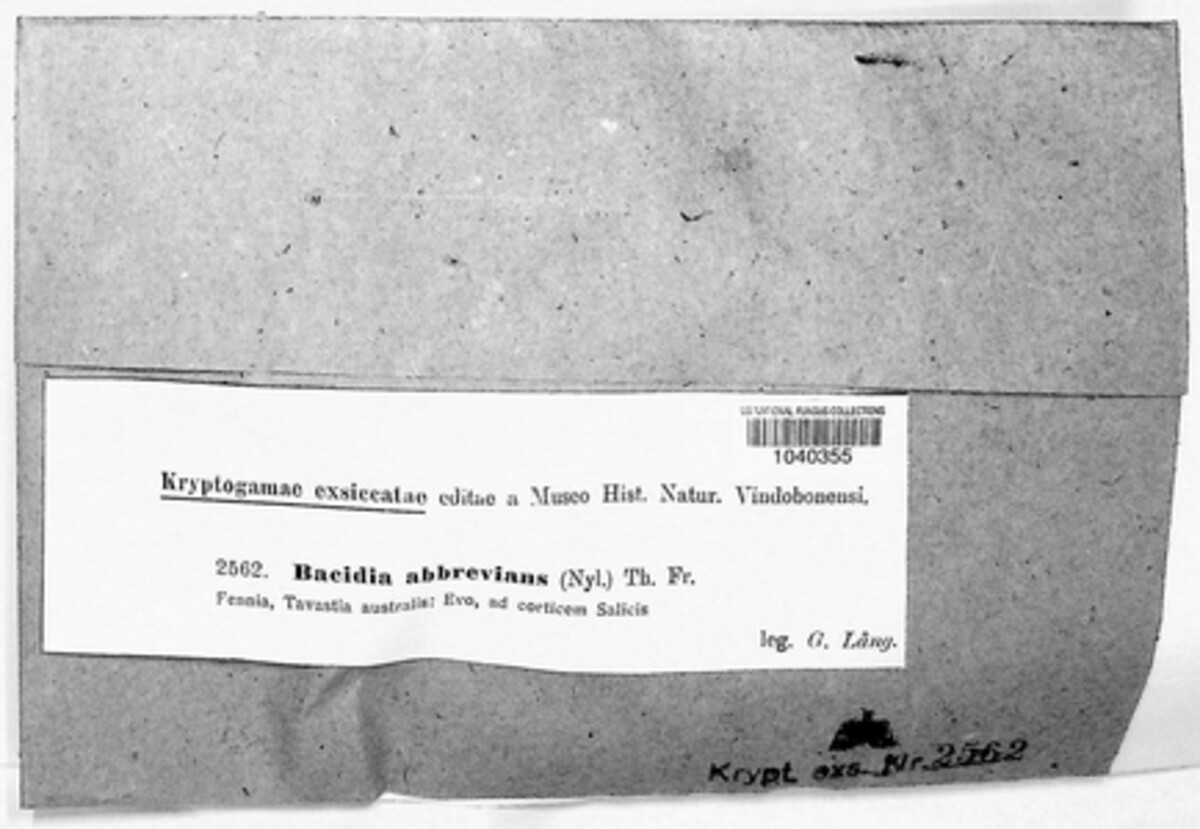 U.S. NATIONAL FUNGUS COLLECTIONS
1040355
Kryptogamae exsiccatae editae a Museo Hist. Natur. Vindobonensi.
2562. Bacidia abbrevians (Nyl.) Th. Fr.
Fennia, Tavastia australis: Evo, ad corticem Salicis
leg. G. Lång.
Krypt. exs. Nr. 2562